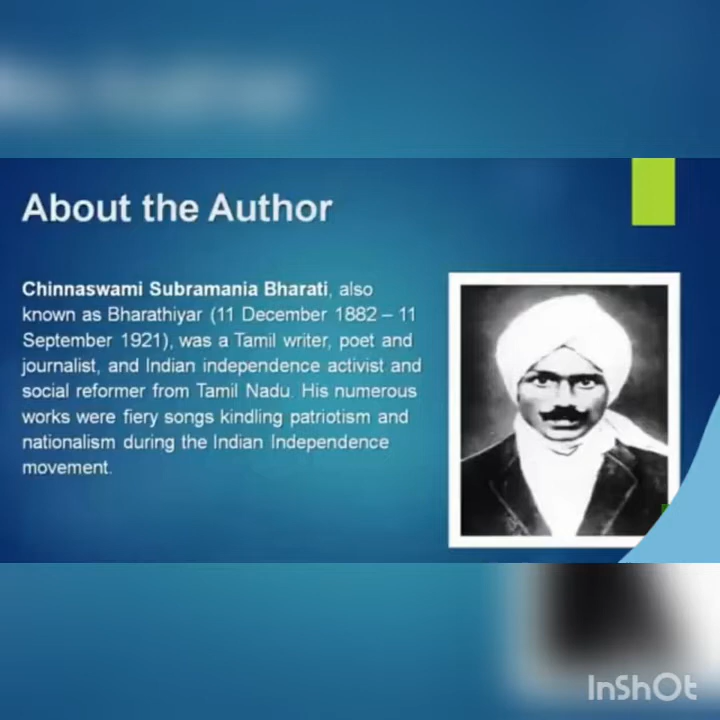 About the Author
Chinnaswami Subramania Bharati, also
known as Bharathiyar (11 December 1882 – 11
September 1921), was a Tamil writer, poet and
journalist, and Indian independence activist and
social reformer from Tamil Nadu. His numerous
works were fiery songs kindling patriotism and
nationalism during the Indian Independence
movement.
InShOt